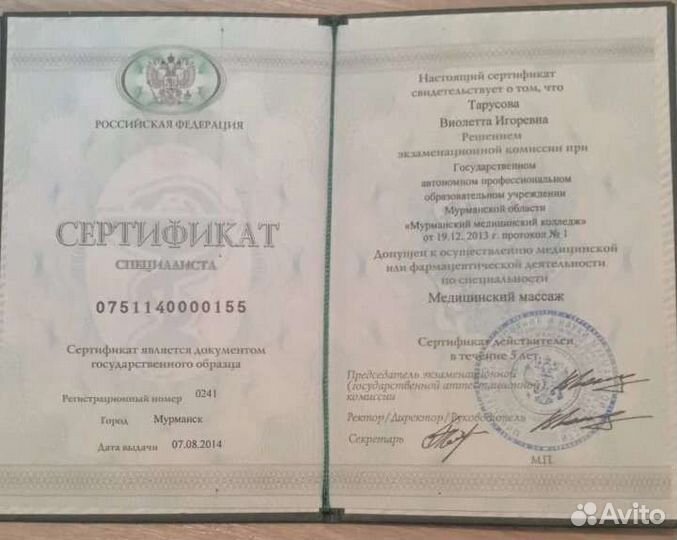 РОССИЙСКАЯ ФЕДЕРАЦИЯ
СЕРТИФИКАТ
СПЕЦИАЛИСТА
0751140000155
Сертификат является документом
государственного образца
Регистрационный номер 0241
Город Мурманск
Дата выдачи 07.08.2014
Настоящий сертификат
свидетельствует о том, что
Тарусова
Виолетта Игоревна
Решением
экзаменационной комиссии при
Государственном
автономном профессиональном
образовательном учреждении
Мурманской области
«Мурманский медицинский колледж»
от 19.12. 2013 г. протокол № 1
Допущен к осуществлению медицинской
или фармацевтической деятельности
по специальности
Медицинский массаж
Сертификат действителен
в течение 5 лет.
Председатель экзаменационной
(государственной аттестационной)
комиссии
Ректор/Директор/Руководитель
Секретарь
М.П.
Avito